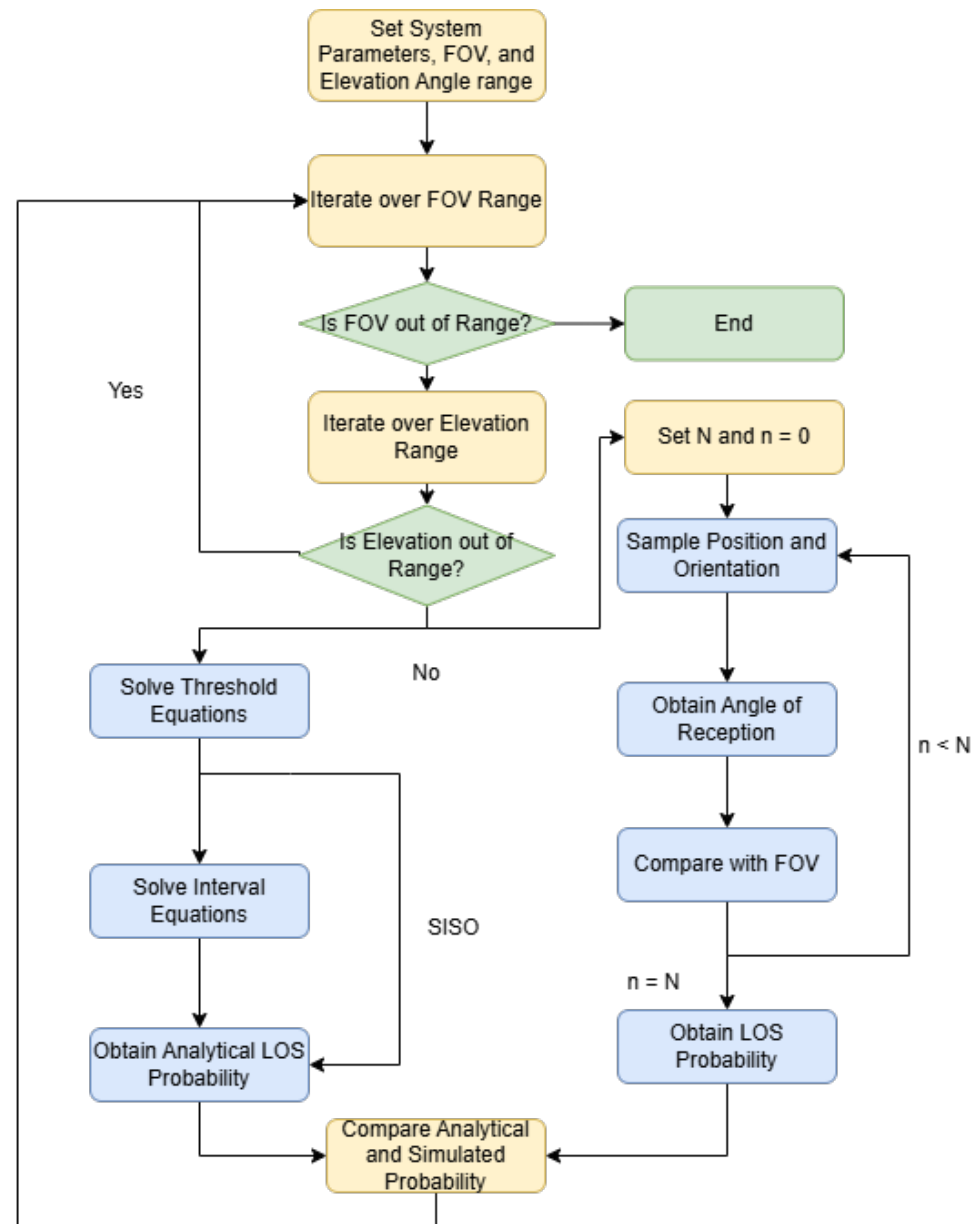 Set System
Parameters, FOV, and
Elevation Angle range
Iterate over FOV Range
Is FOV out of Range?
End
Yes
Iterate over Elevation
Range
Set N and n = 0
Is Elevation out of
Range?
Sample Position and
Orientation
No
Solve Threshold
Equations
Obtain Angle of
Reception
n < N
Solve Interval
Equations
Compare with FOV
SISO
n = N
Obtain Analytical LOS
Probability
Obtain LOS
Probability
Compare Analytical
and Simulated
Probability